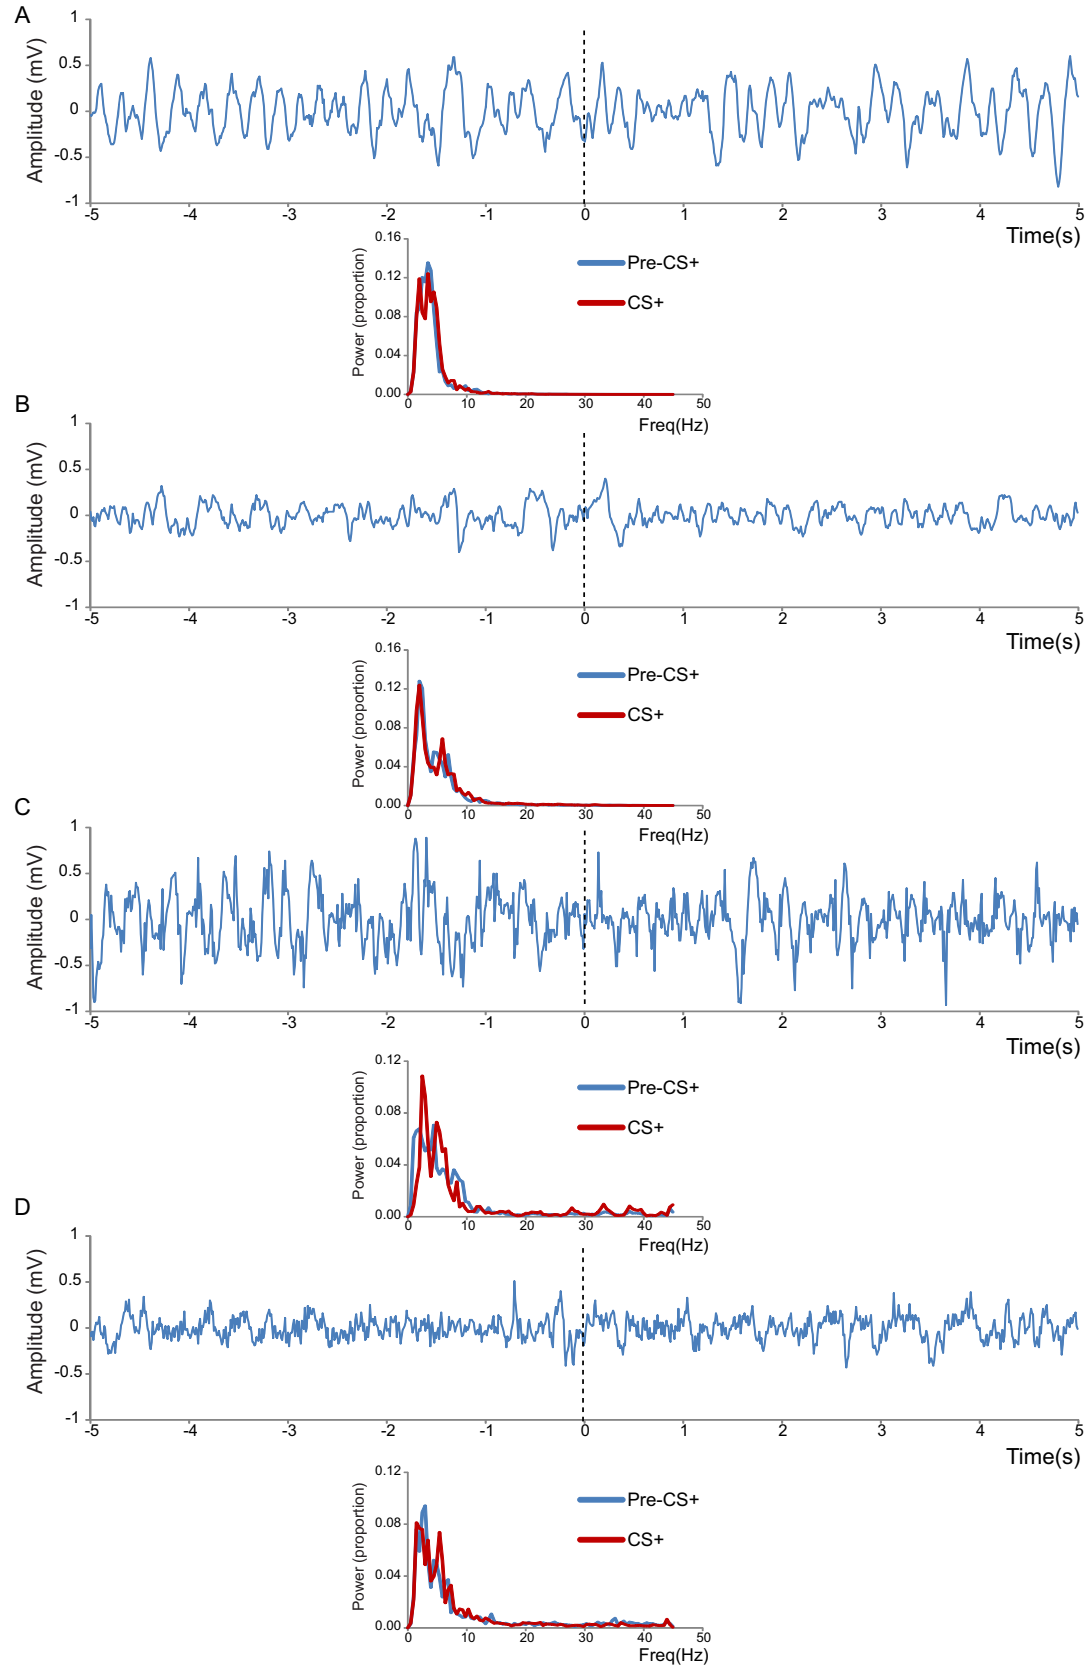 A
Amplitude (mV)
1
0.5
0
-0.5
-1
-5 -4 -3 -2 -1 0 1 2 3 4 5
Time(s)
Power (proportion)
0.16
0.12
0.08
0.04
0.00
0 10 20 30 40 50
Freq(Hz)
Pre-CS+
CS+
B
Amplitude (mV)
1
0.5
0
-0.5
-1
-5 -4 -3 -2 -1 0 1 2 3 4 5
Time(s)
Power (proportion)
0.16
0.12
0.08
0.04
0.00
0 10 20 30 40 50
Freq(Hz)
Pre-CS+
CS+
C
Amplitude (mV)
1
0.5
0
-0.5
-1
-5 -4 -3 -2 -1 0 1 2 3 4 5
Time(s)
Power (proportion)
0.12
0.08
0.04
0.00
0 10 20 30 40 50
Freq(Hz)
Pre-CS+
CS+
D
Amplitude (mV)
1
0.5
0
-0.5
-1
-5 -4 -3 -2 -1 0 1 2 3 4 5
Time(s)
Power (proportion)
0.12
0.08
0.04
0.00
0 10 20 30 40 50
Freq(Hz)
Pre-CS+
CS+